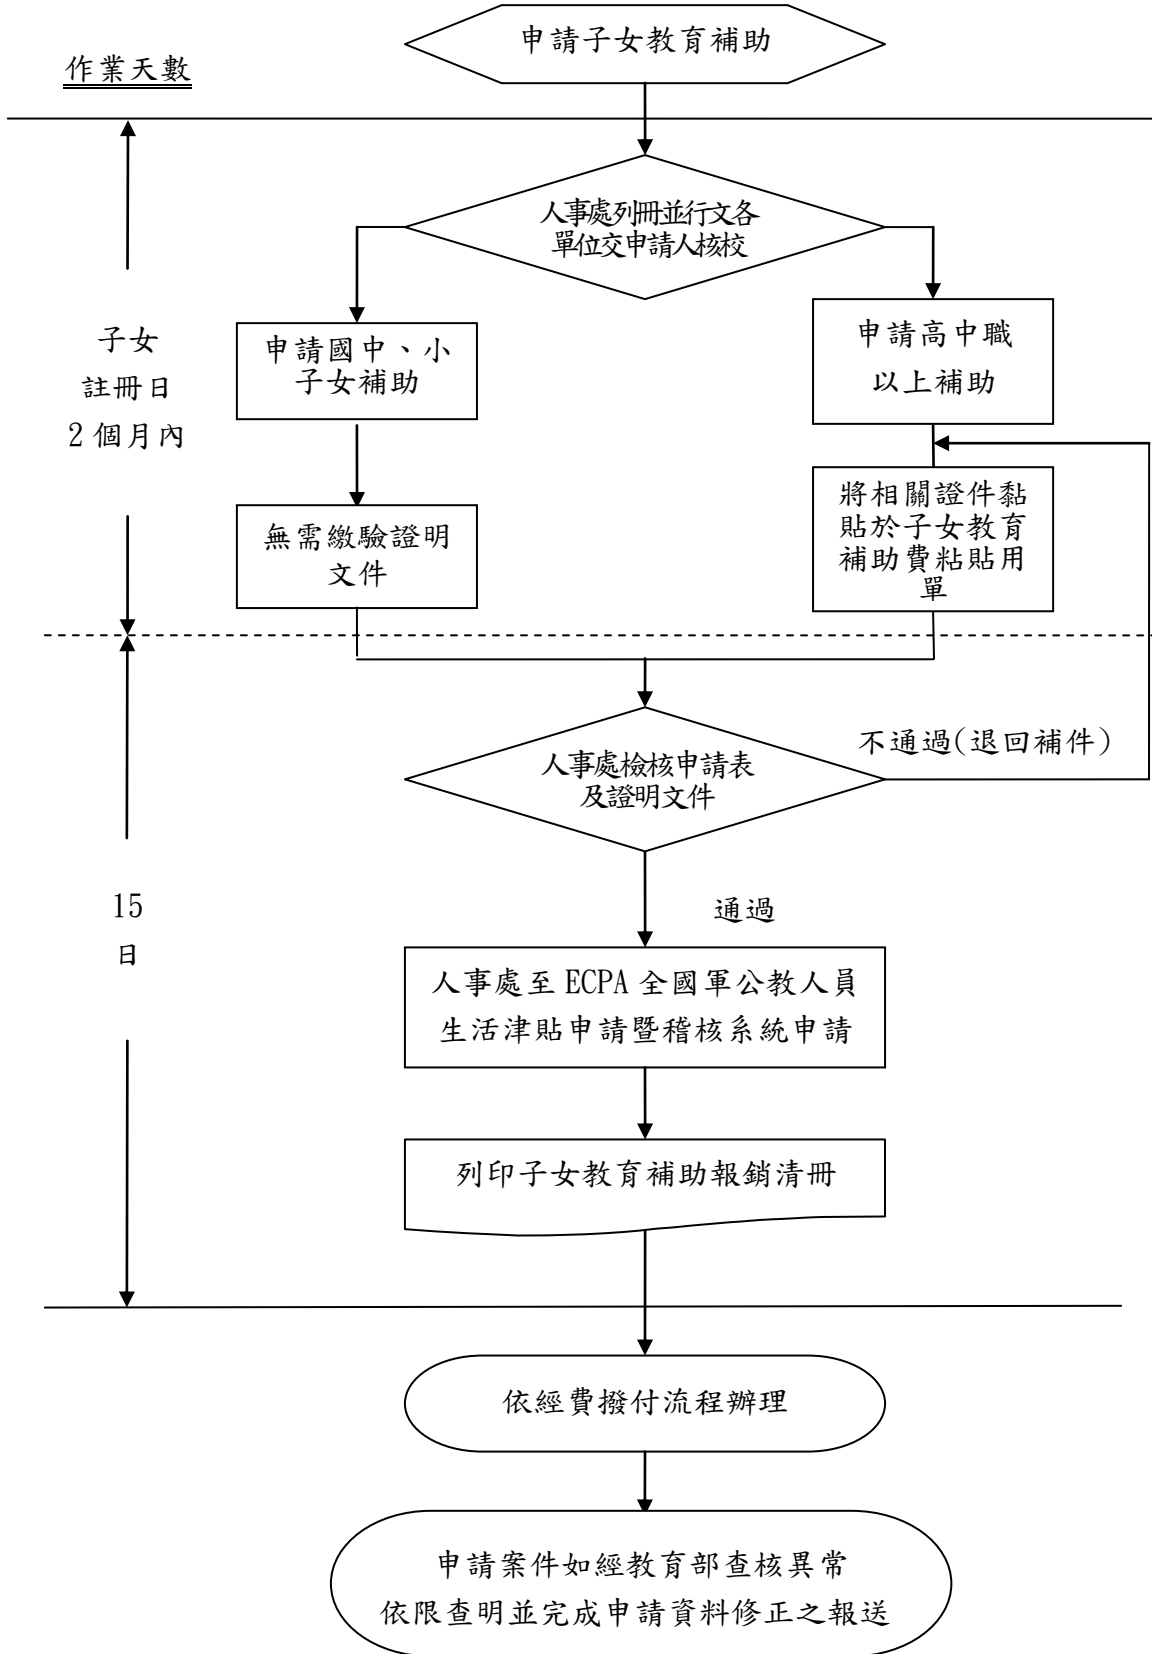 申請子女教育補助
作業天數
人事處列冊並行文各
單位交申請人核校
子女
註冊日
2個月內
申請國中、小
子女補助
申請高中職
以上補助
無需繳驗證明
文件
將相關證件黏
貼於子女教育
補助費粘貼用
單
人事處檢核申請表
及證明文件
不通過(退回補件)
15
日
通過
人事處至 ECPA 全國軍公教人員
生活津貼申請暨稽核系統申請
列印子女教育補助報銷清冊
依經費撥付流程辦理
申請案件如經教育部查核異常
依限查明並完成申請資料修正之報送